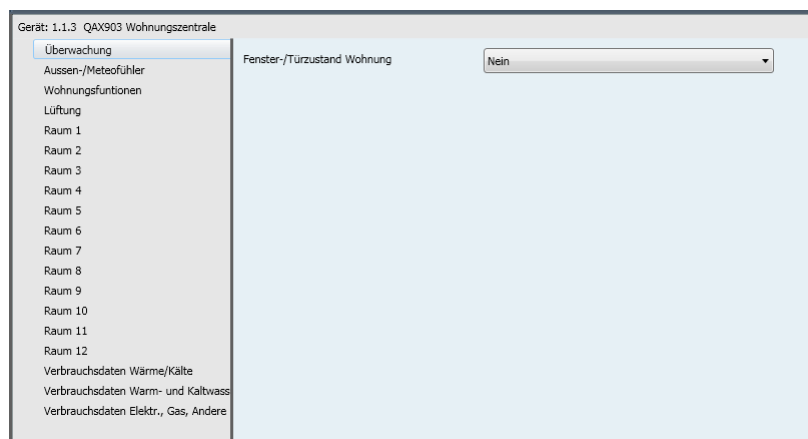 Gerät: 1.1.3 QAX903 Wohnungszentrale
Überwachung
Fenster-/Türzustand Wohnung
Nein
Aussen-/Meteofühler
Wohnungsfuntionen
Lüftung
Raum 1
Raum 2
Raum 3
Raum 4
Raum 5
Raum 6
Raum 7
Raum 8
Raum 9
Raum 10
Raum 11
Raum 12
Verbrauchsdaten Wärme/Kälte
Verbrauchsdaten Warm- und Kaltwass
Verbrauchsdaten Elektr., Gas, Andere